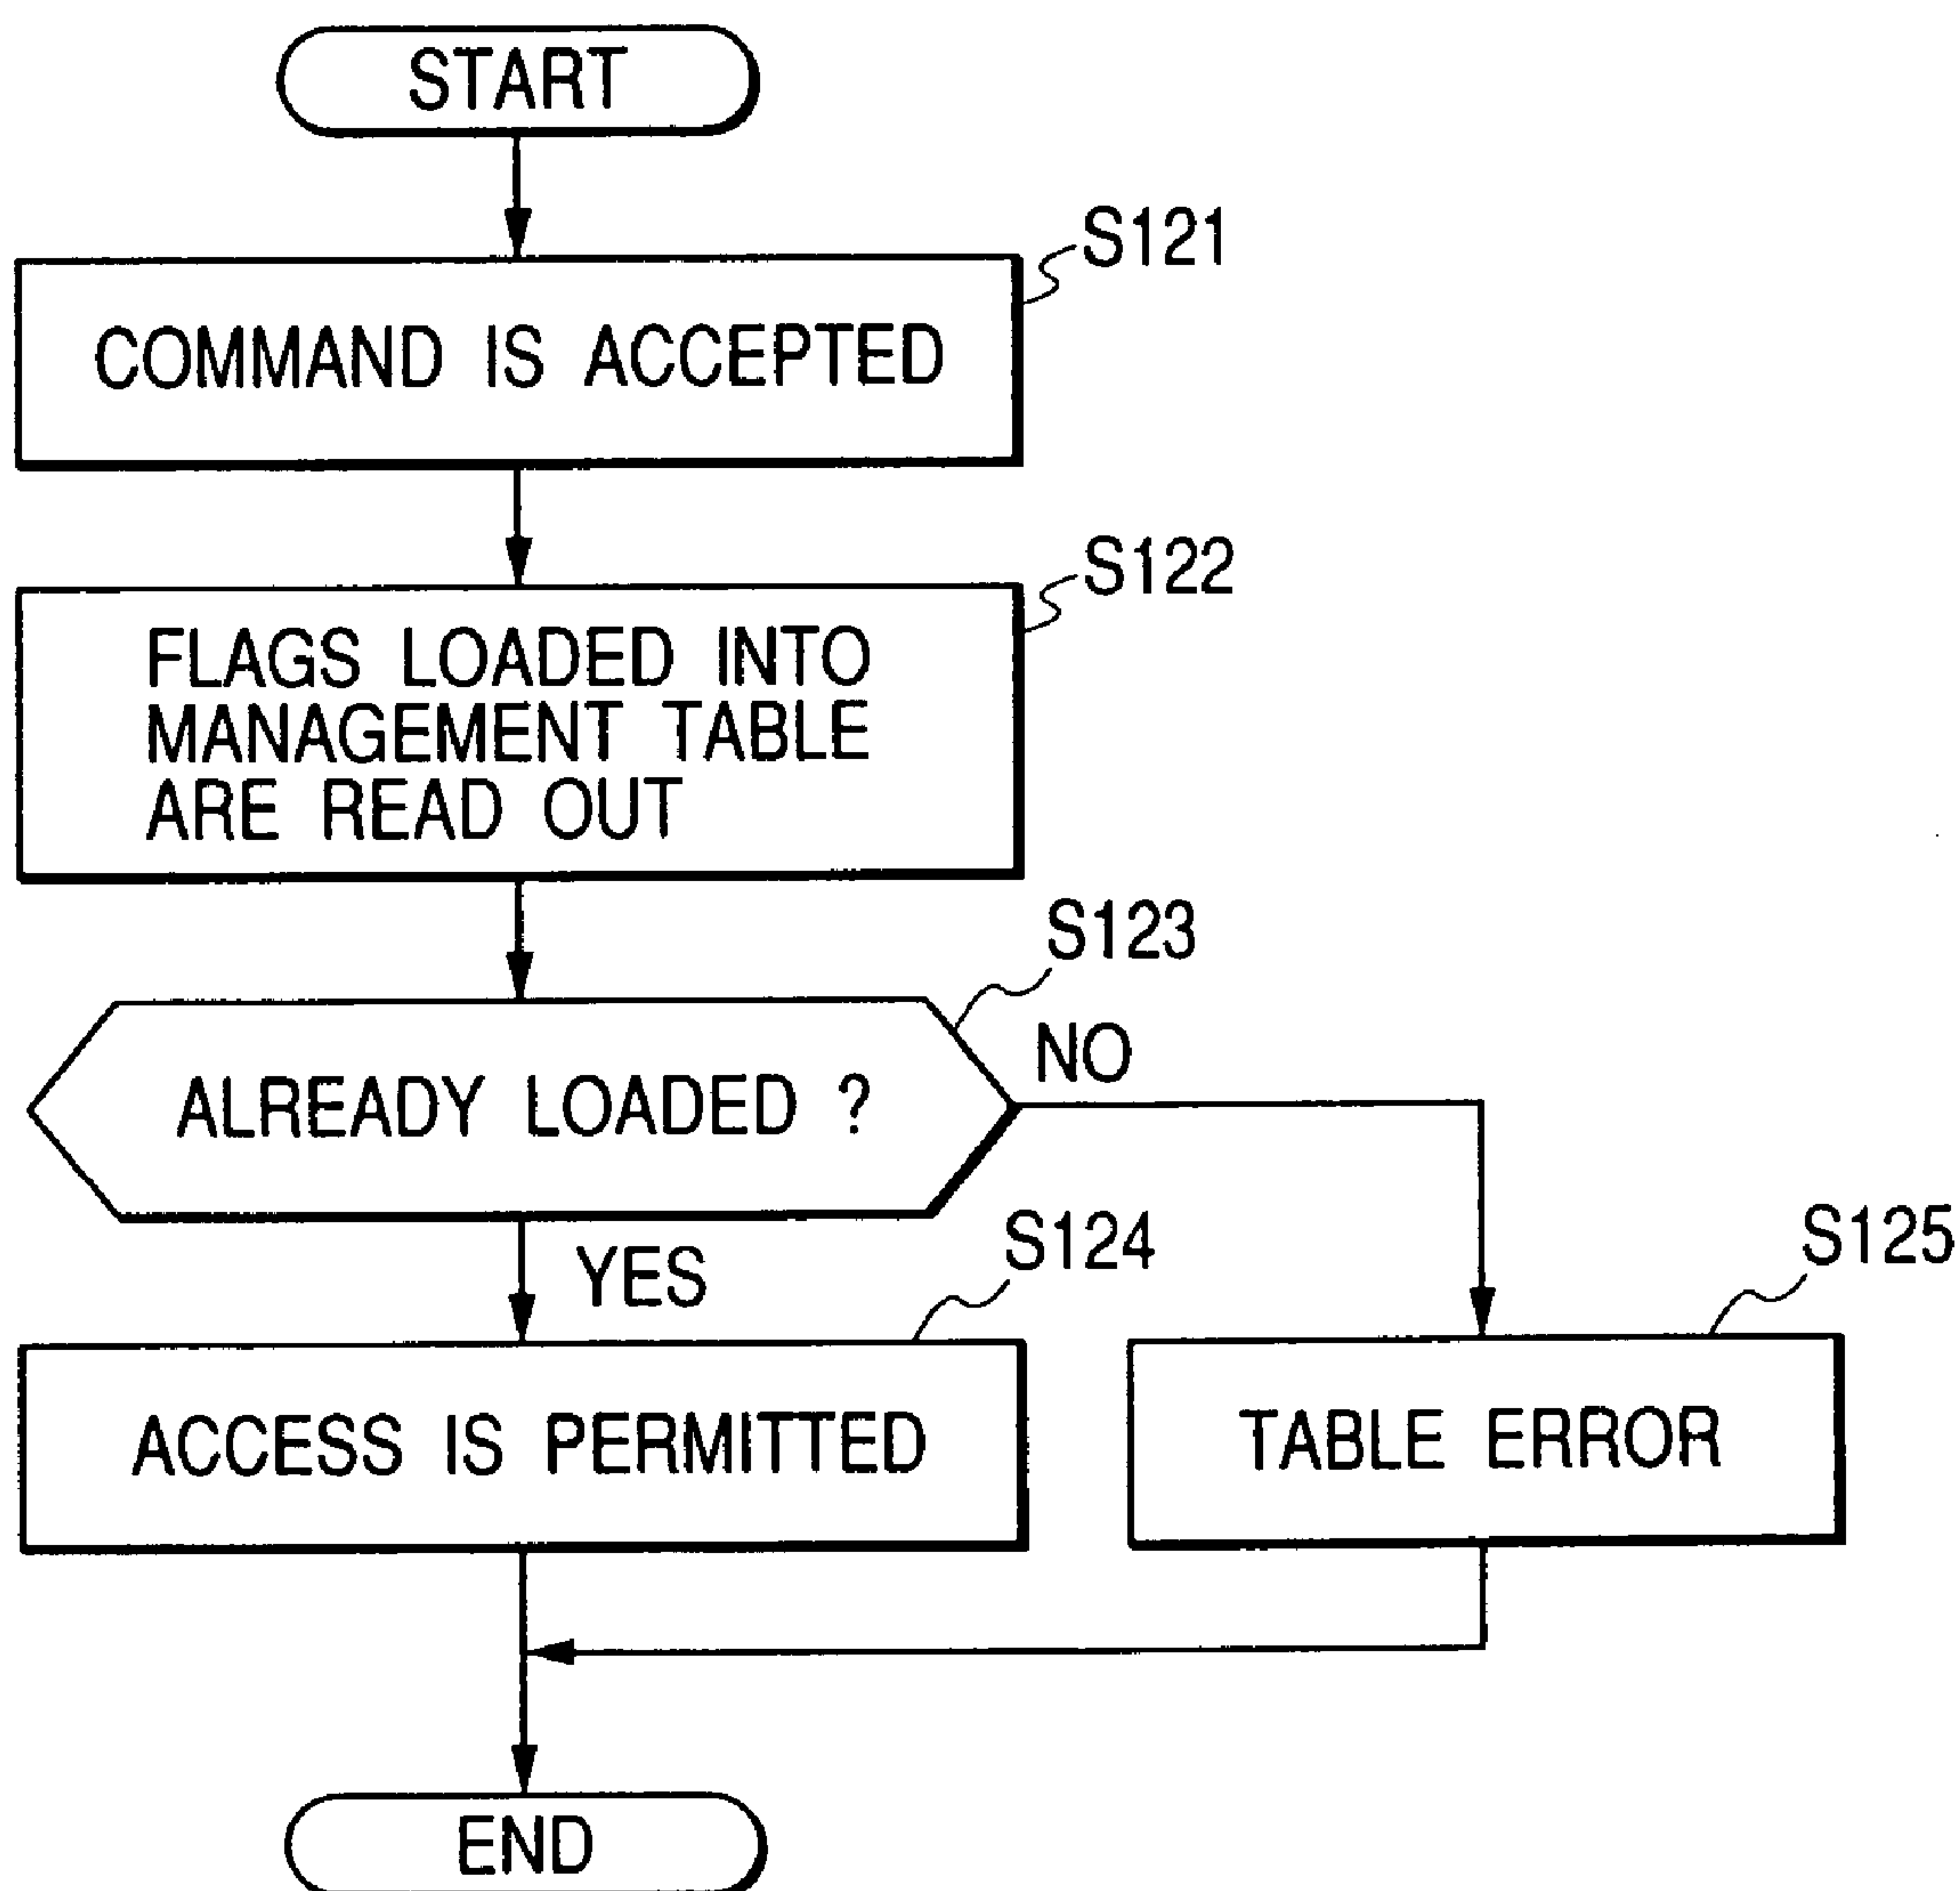 START
S121
COMMAND IS ACCEPTED
S122
FLAGS LOADED INTO
MANAGEMENT TABLE
ARE READ OUT
S123
NO
ALREADY LOADED ?
YES
S124
S125
ACCESS IS PERMITTED
TABLE ERROR
END